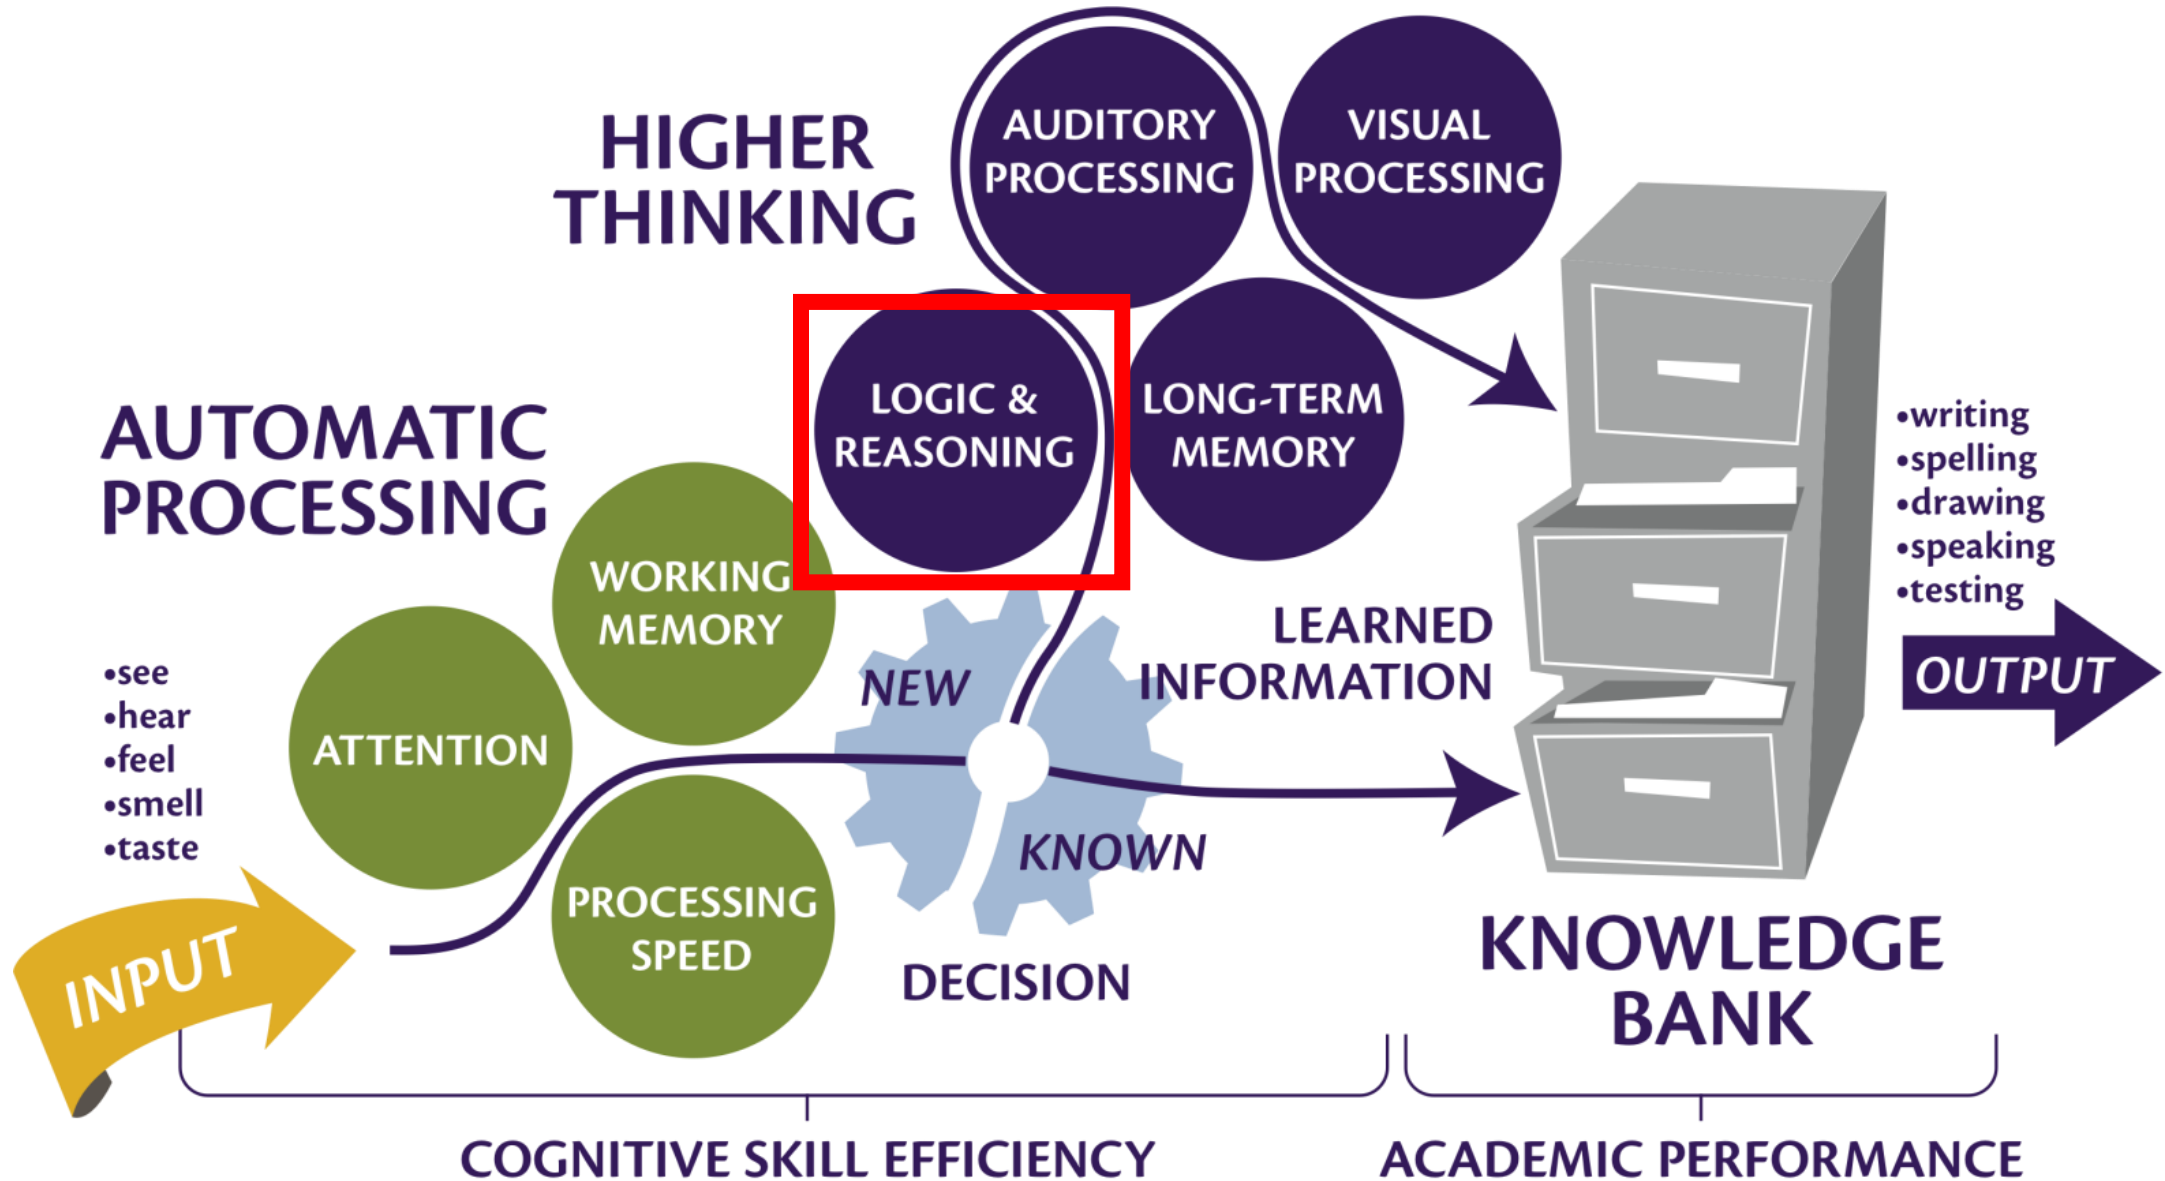 HIGHER
THINKING
AUDITORY
PROCESSING
VISUAL
PROCESSING
LOGIC &
REASONING
LONG-TERM
MEMORY
AUTOMATIC
PROCESSING
WORKING
MEMORY
ATTENTION
PROCESSING
SPEED
•see
•hear
•feel
•smell
•taste
INPUT
NEW
KNOWN
DECISION
LEARNED
INFORMATION
•writing
•spelling
•drawing
•speaking
•testing
OUTPUT
KNOWLEDGE
BANK
COGNITIVE SKILL EFFICIENCY
ACADEMIC PERFORMANCE